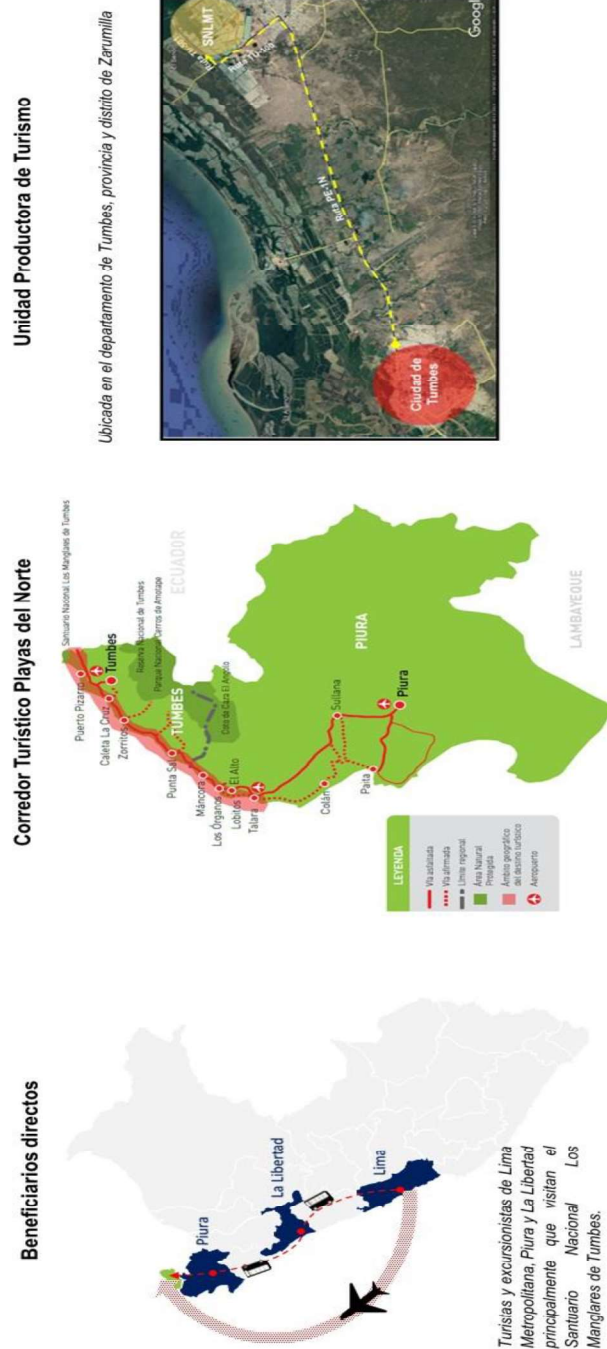 Beneficiarios directos
Piura
La Libertad
Lima
Turistas y excursionistas de Lima
Metropolitana, Piura y La Libertad
principalmente que visitan el
Santuario Nacional Los
Manglares de Tumbes.
Corredor Turístico Playas del Norte
Santuario Nacional Los Manglares de Tumbes
Puerto Pizarro
Caleta La Cruz
Tumbes
Zorritos
Reserva Nacional de Tumbes
Parque Nacional Cerros de Amotape
ECUADOR
TUMBES
Punta Sal
Coto de Caza El Angolo
Máncora
Los Órganos
El Alto
Lobitos
Talara
Sullana
Colán
PIURA
Paita
Piura
LAMBAYEQUE
LEYENDA
Vía asfaltada
Vía afirmada
Límite regional
Área Natural
Protegida
Ámbito geográfico
del destino turístico
Aeropuerto
Unidad Productora de Turismo
Ubicada en el departamento de Tumbes, provincia y distrito de Zarumilla
SNLMT
Ruta PE-1N
Ciudad de
Tumbes